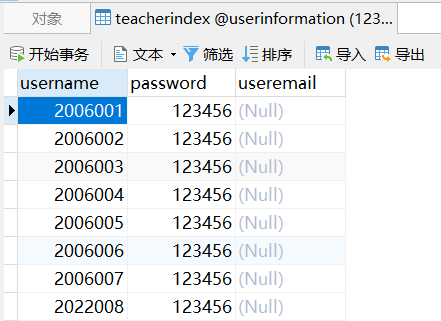 对象 teacherindex @userinformation (123...
开始事务 文本 筛选 排序 导入 导出
username password useremail
2006001 123456 (Null)
2006002 123456 (Null)
2006003 123456 (Null)
2006004 123456 (Null)
2006005 123456 (Null)
2006006 123456 (Null)
2006007 123456 (Null)
2022008 123456 (Null)